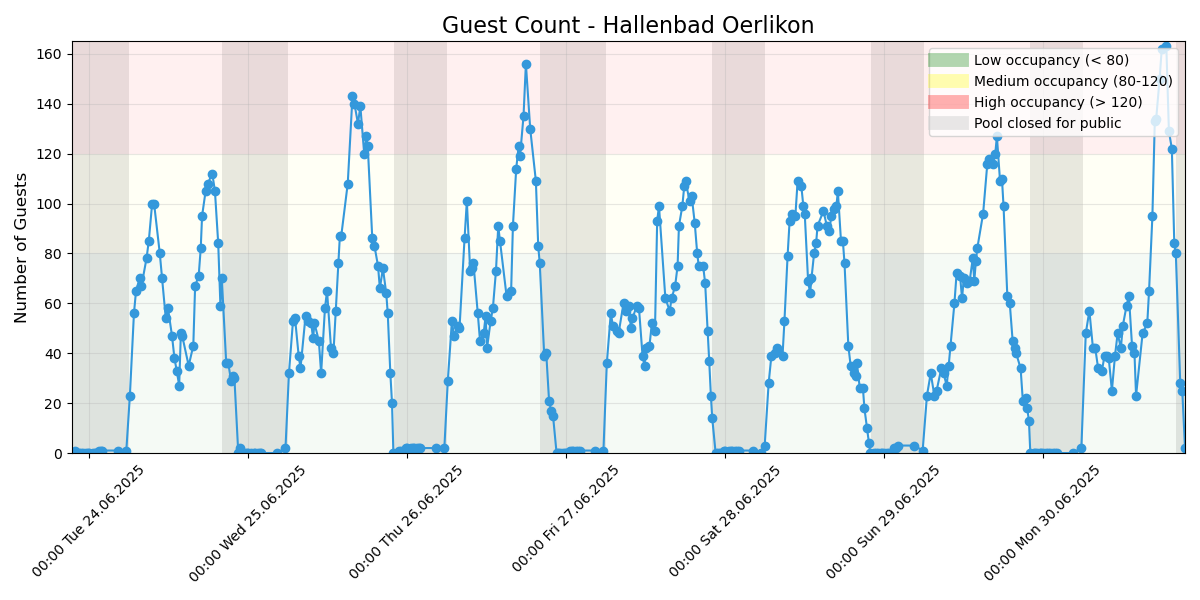 Guest Count - Hallenbad Oerlikon
Number of Guests
160
140
120
100
80
60
40
20
0
Low occupancy (< 80)
Medium occupancy (80-120)
High occupancy (> 120)
Pool closed for public
00:00 Tue 24.06.2025
00:00 Wed 25.06.2025
00:00 Thu 26.06.2025
00:00 Fri 27.06.2025
00:00 Sat 28.06.2025
00:00 Sun 29.06.2025
00:00 Mon 30.06.2025